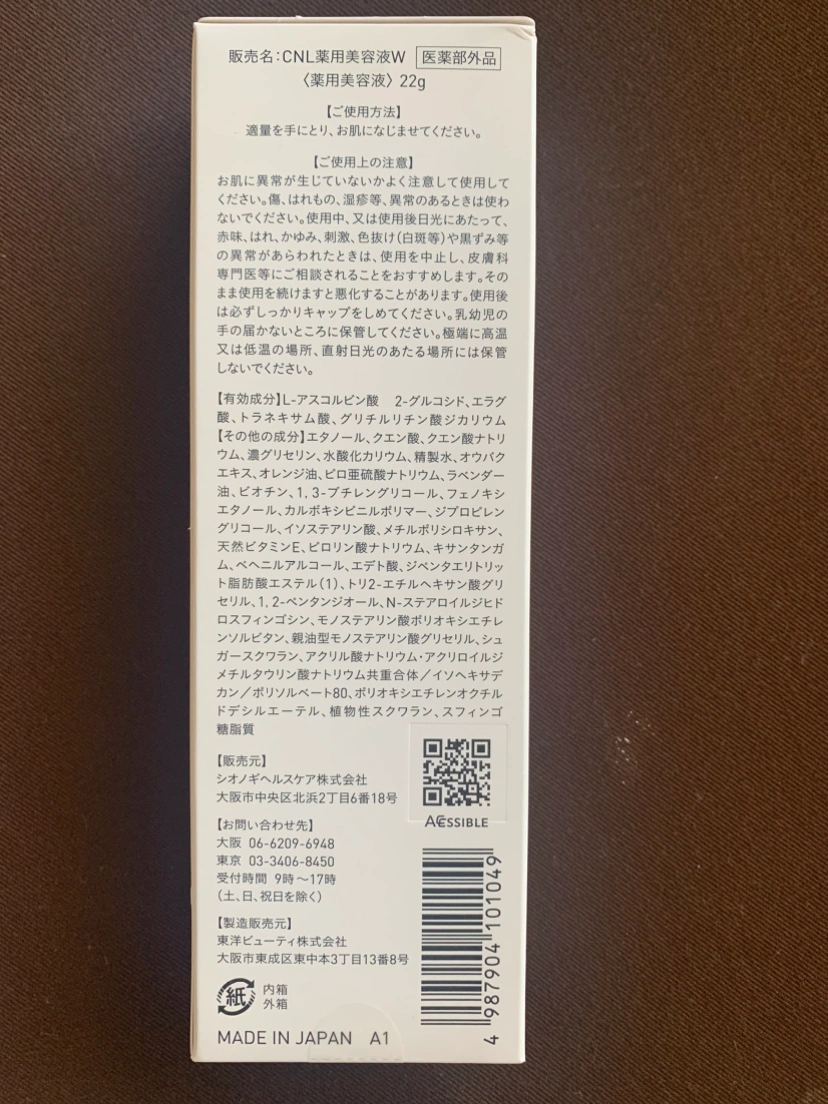 販売名:CNL薬用美容液W 医薬部外品
〈薬用美容液〉22g
【ご使用方法】
適量を手にとり、お肌になじませてください。
【ご使用上の注意】
お肌に異常が生じていないかよく注意して使用して
ください。傷、はれもの、湿疹等、異常のあるときは使わ
ないでください。使用中、又は使用後日光にあたって、
赤味、はれ、かゆみ、刺激、色抜け(白斑等)や黒ずみ等
の異常があらわれたときは、使用を中止し、皮膚科
専門医等にご相談されることをおすすめします。その
まま使用を続けますと悪化することがあります。使用後
は必ずしっかりキャップをしめてください。乳幼児の
手の届かないところに保管してください。極端に高温
又は低温の場所、直射日光のあたる場所には保管
しないでください。
【有効成分】L-アスコルビン酸 2-グルコシド、エラグ
酸、トラネキサム酸、グリチルリチン酸ジカリウム
【その他の成分】エタノール、クエン酸、クエン酸ナトリ
ウム、濃グリセリン、水酸化カリウム、精製水、オウバク
エキス、オレンジ油、ピロ亜硫酸ナトリウム、ラベンダー
油、ビオチン、1,3-ブチレングリコール、フェノキシ
エタノール、カルボキシビニルポリマー、ジプロピレン
グリコール、イソステアリン酸、メチルポリシロキサン、
天然ビタミンE、ピロリン酸ナトリウム、キサンタンガ
ム、ベヘニルアルコール、エデト酸、ジペンタエリトリッ
ト脂肪酸エステル(1)、トリ2-エチルヘキサン酸グリ
セリル、1,2-ペンタンジオール、N-ステアロイルジヒド
ロスフィンゴシン、モノステアリン酸ポリオキシエチレ
ンソルビタン、親油型モノステアリン酸グリセリル、シュ
ガースクワラン、アクリル酸ナトリウム・アクリロイルジ
メチルタウリン酸ナトリウム共重合体/イソヘキサデ
カン/ポリソルベート80、ポリオキシエチレンオクチル
ドデシルエーテル、植物性スクワラン、スフィンゴ
糖脂質
【販売元】
シオノギヘルスケア株式会社
大阪市中央区北浜2丁目6番18号
ACCESSIBLE
【お問い合わせ先】
大阪 06-6209-6948
東京 03-3406-8450
受付時間 9時~17時
(土、日、祝日を除く)
【製造販売元】
東洋ビューティ株式会社
大阪市東成区東中本3丁目13番8号
紙 内箱
外箱
MADE IN JAPAN A1
4 987904 101049